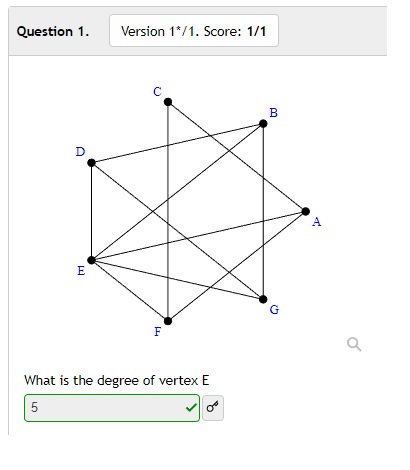 Question 1. Version 1*/1. Score: 1/1
C
B
D
A
E
G
F
What is the degree of vertex E
5